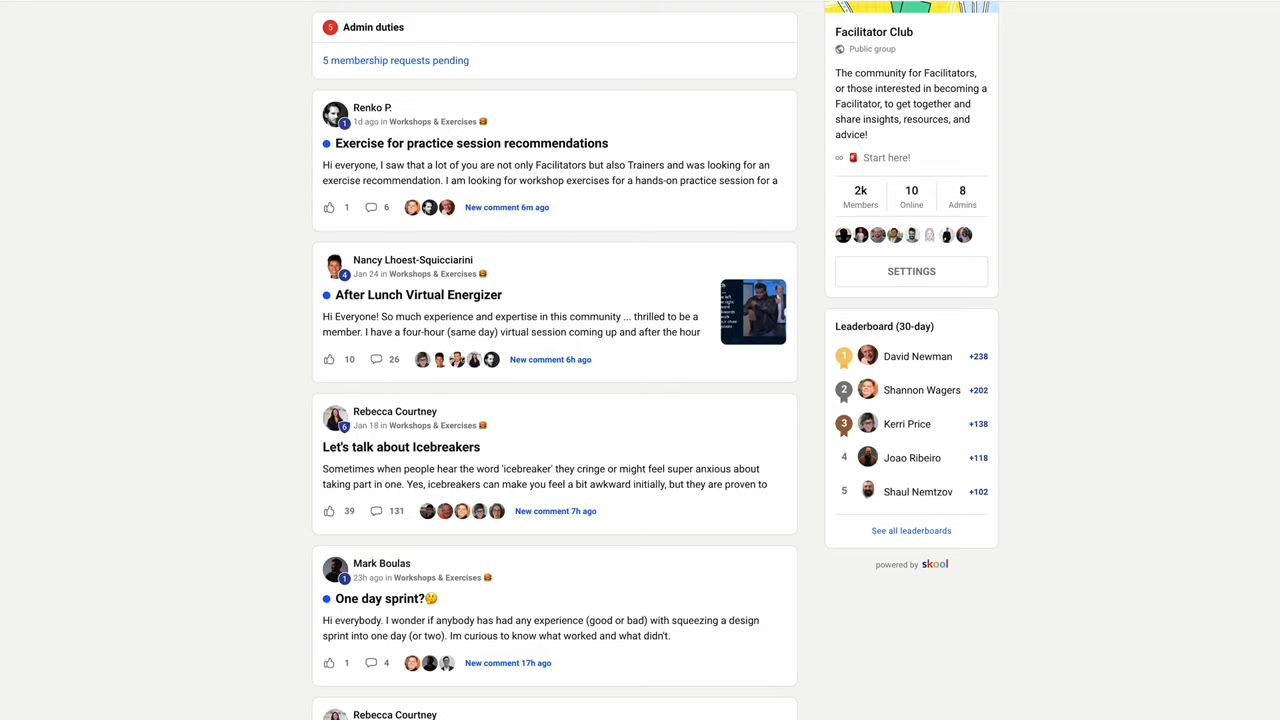 5 Admin duties
5 membership requests pending
Renko P.
1
1d ago in Workshops & Exercises 🍔
Exercise for practice session recommendations
Hi everyone, I saw that a lot of you are not only Facilitators but also Trainers and was looking for an
exercise recommendation. I am looking for workshop exercises for a hands-on practice session for a
1 6 New comment 6m ago
Nancy Lhoest-Squicciarini
4
Jan 24 in Workshops & Exercises 🍔
After Lunch Virtual Energizer
Hi Everyone! So much experience and expertise in this community ... thrilled to be a
member. I have a four-hour (same day) virtual session coming up and after the hour
10 26 New comment 6h ago
Rebecca Courtney
6
Jan 18 in Workshops & Exercises 🍔
Let's talk about Icebreakers
Sometimes when people hear the word 'icebreaker' they cringe or might feel super anxious about
taking part in one. Yes, icebreakers can make you feel a bit awkward initially, but they are proven to
39 131 New comment 7h ago
Mark Boulas
1
23h ago in Workshops & Exercises 🍔
One day sprint?🤔
Hi everybody. I wonder if anybody has had any experience (good or bad) with squeezing a design
sprint into one day (or two). Im curious to know what worked and what didn't.
1 4 New comment 17h ago
Rebecca Courtney
Facilitator Club
Public group
The community for Facilitators,
or those interested in becoming a
Facilitator, to get together and
share insights, resources, and
advice!
🚨 Start here!
2k 10 8
Members Online Admins
SETTINGS
Leaderboard (30-day)
1 David Newman +238
2 Shannon Wagers +202
3 Kerri Price +138
4 Joao Ribeiro +118
5 Shaul Nemtzov +102
See all leaderboards
powered by skool